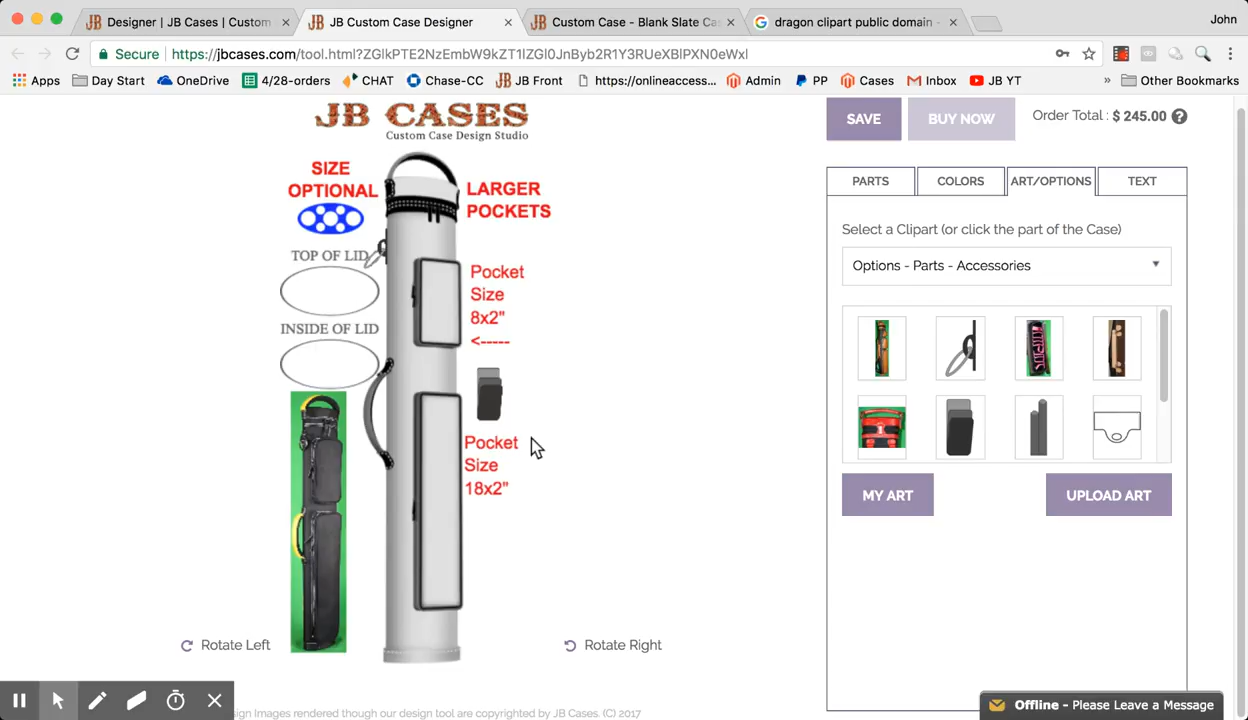 Designer | JB Cases | Custom
JB Custom Case Designer
Custom Case - Blank Slate Cas
dragon clipart public domain -
John
Secure
https://jbcases.com/tool.html?ZGlkPTE2NzEmbW9kZT1lZGl0JnByb2R1Y3RUeXBlPXN0eWxl
Apps
Day Start
OneDrive
4/28-orders
CHAT
Chase-CC
JB Front
https://onlineaccess...
Admin
PP
Cases
Inbox
JB YT
»
Other Bookmarks
JB CASES
Custom Case Design Studio
SAVE
BUY NOW
Order Total : $ 245.00 ?
SIZE
OPTIONAL
LARGER
POCKETS
TOP OF LID
INSIDE OF LID
Pocket
Size
8x2"
<-----
Pocket
Size
18x2"
Rotate Left
Rotate Right
PARTS
COLORS
ART/OPTIONS
TEXT
Select a Clipart (or click the part of the Case)
Options - Parts - Accessories
MY ART
UPLOAD ART
sign Images rendered though our design tool are copyrighted by JB Cases. (C) 2017
Offline - Please Leave a Message